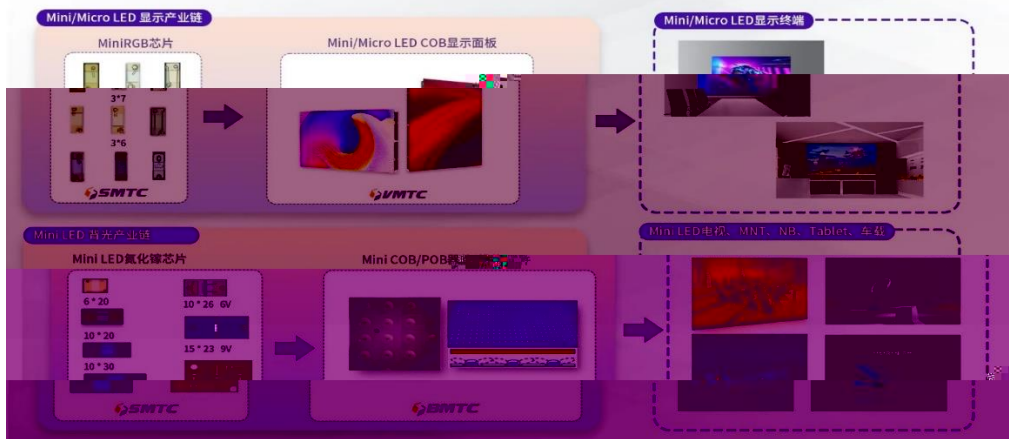 Mini/Micro LED 显示产业链
MiniRGB芯片
3*7
3*6
SMTC
Mini/Micro LED COB显示面板
VMTC
Mini/Micro LED显示终端
Mini LED 背光产业链
Mini LED氮化镓芯片
6 * 20
10 * 20
10 * 30
10 * 26 6V
15 * 23 9V
SMTC
Mini COB/POB
BMTC
Mini LED电视、MNT、NB、Tablet、车载